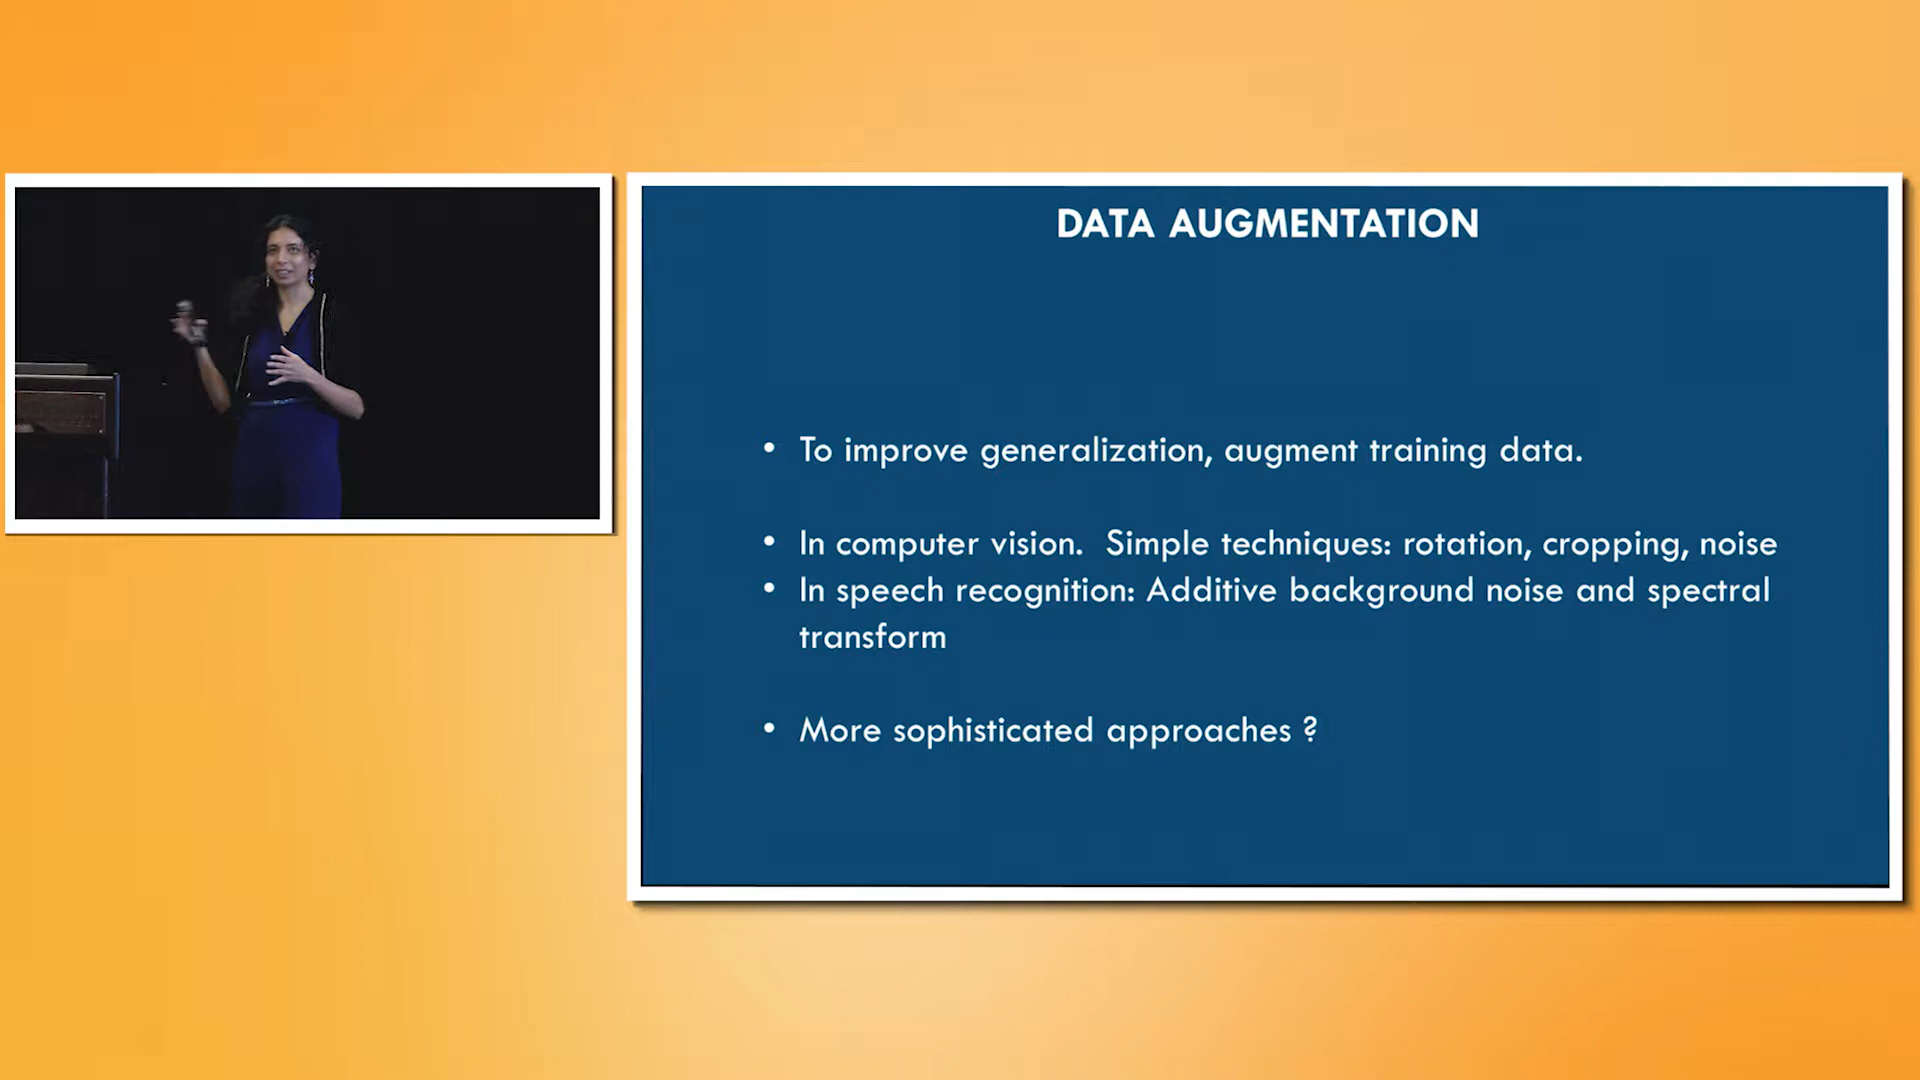 DATA AUGMENTATION
• To improve generalization, augment training data.
• In computer vision.  Simple techniques: rotation, cropping, noise
• In speech recognition: Additive background noise and spectral
transform
• More sophisticated approaches ?